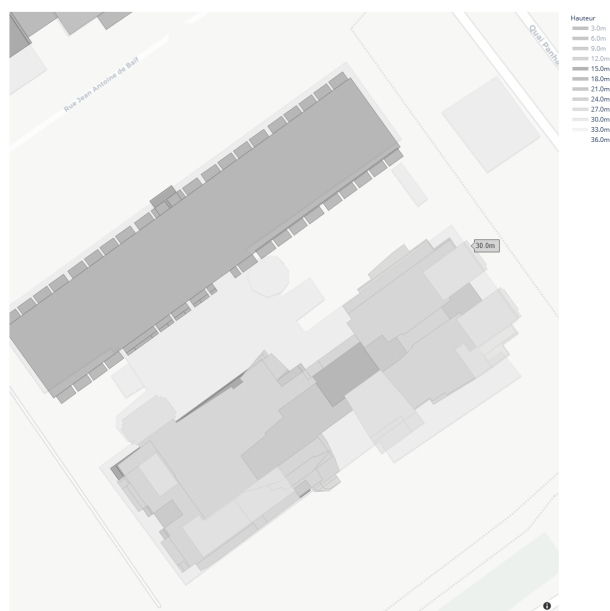 Hauteur
3.0m
6.0m
9.0m
12.0m
15.0m
18.0m
21.0m
24.0m
27.0m
30.0m
33.0m
36.0m
Quai Panha
Rue Jean Antoine de Baïf
30.0m